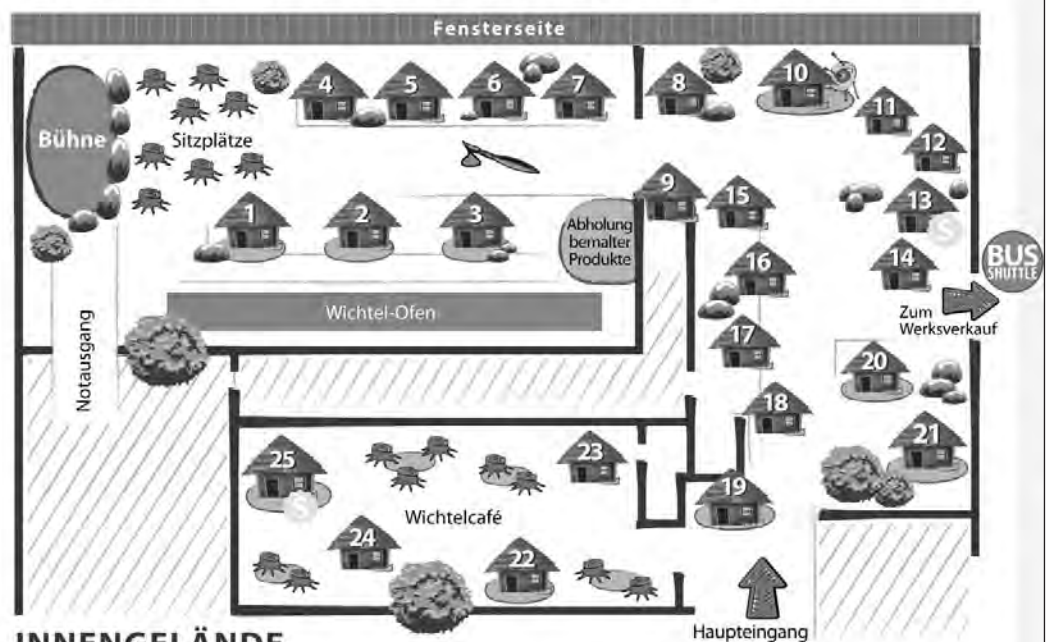 Fensterseite
4
5
6
7
8
10
11
12
Bühne
Sitzplätze
9
15
13
S
1
2
3
Abholung
bemalter
Produkte
16
14
BUS
SHUTTLE
Wichtel-Ofen
Zum
Werksverkauf
17
20
Notausgang
18
21
25
S
23
19
Wichtelcafé
24
22
Haupteingang
INNENGELÄNDE